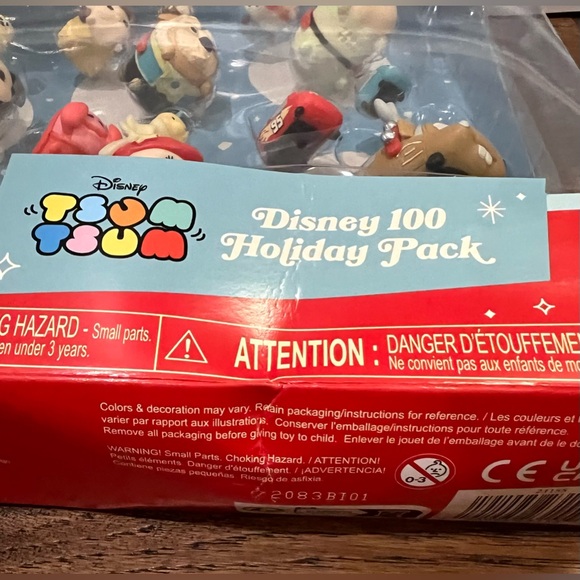 Disney
TSUM
TSUM
Disney 100
Holiday Pack
G HAZARD - Small parts.
en under 3 years.
ATTENTION :
DANGER D'ÉTOUFFEME
Ne convient pas aux enfants de mo
Colors & decoration may vary. Retain packaging/instructions for reference. / Les couleurs et l
varier par rapport aux illustrations. Conserver l'emballage/instructions pour toute référence.
Remove all packaging before giving toy to child. Enlever le jouet de l'emballage avant de le do
WARNING! Small Parts. Choking Hazard. / ATTENTION!
Petits éléments. Danger d'étouffement. / ¡ADVERTENCIA!
Contiene piezas pequeñas. Riesgo de asfixia.
0-3
CE
2083BI01